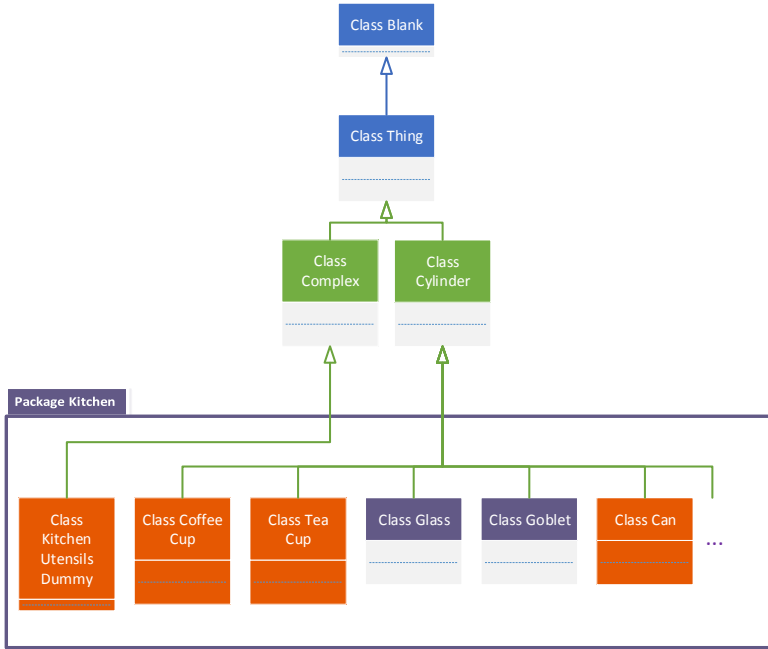 Class Blank
Class Thing
Class
Complex
Class
Cylinder
Package Kitchen
Class
Kitchen
Utensils
Dummy
Class Coffee
Cup
Class Tea
Cup
Class Glass
Class Goblet
Class Can
...